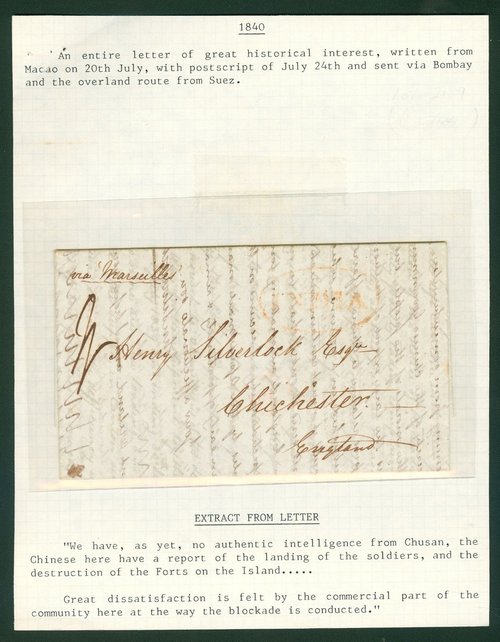 1840
An entire letter of great historical interest, written from
Macao on 20th July, with postscript of July 24th and sent via Bombay
and the overland route from Suez.
via Marseilles
INDIA
Henry Silverlock Esqre
Chichester
England
EXTRACT FROM LETTER
"We have, as yet, no authentic intelligence from Chusan, the
Chinese here have a report of the landing of the soldiers, and the
destruction of the Forts on the Island.....
Great dissatisfaction is felt by the commercial part of the
community here at the way the blockade is conducted."